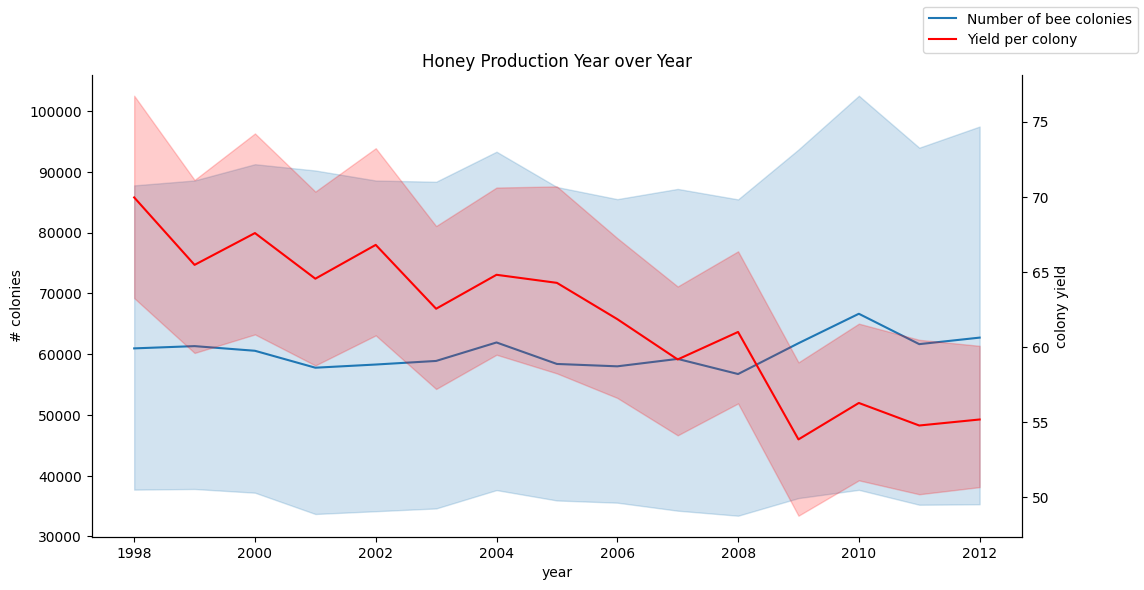 Number of bee colonies
Yield per colony
Honey Production Year over Year
# colonies
100000
90000
80000
70000
60000
50000
40000
30000
75
70
65
60
55
50
colony yield
1998 2000 2002 2004 2006 2008 2010 2012
year